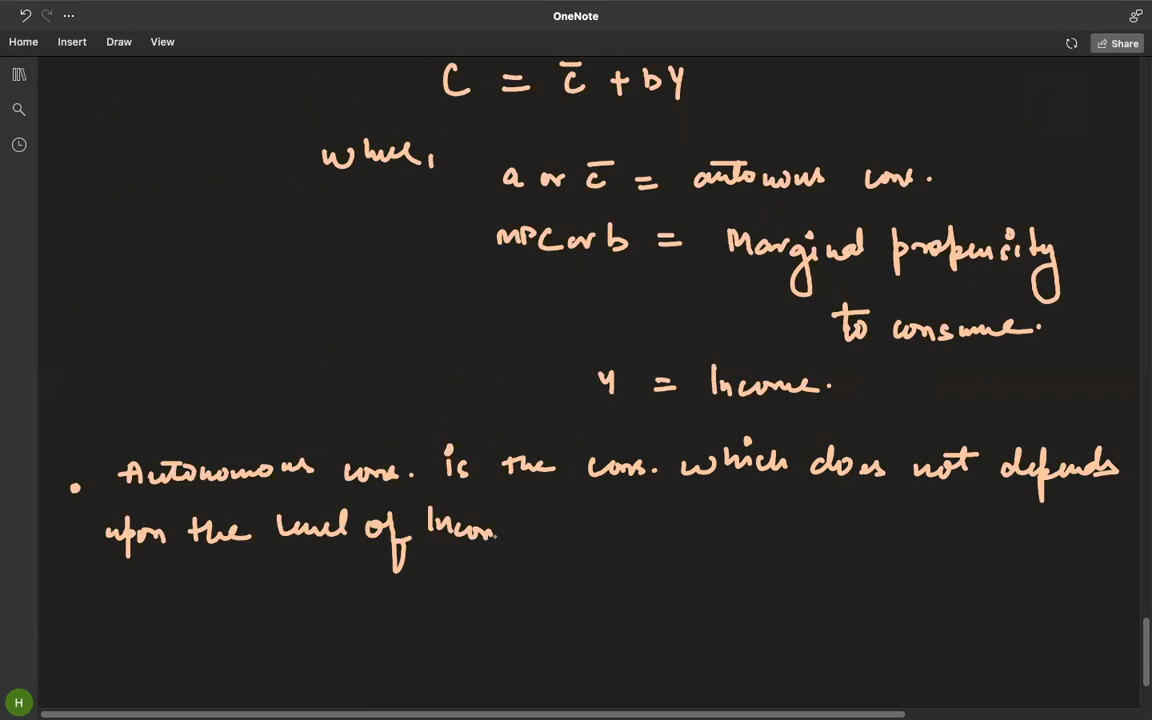 OneNote
Home Insert Draw View Share
C = c̅ + bY
where,
a or c̅ = autonous cons.
MPC or b = Marginal propensity
to consume.
Y = Income.
• Autonomous cons. is the cons. which does not depends
upon the level of Incom
H